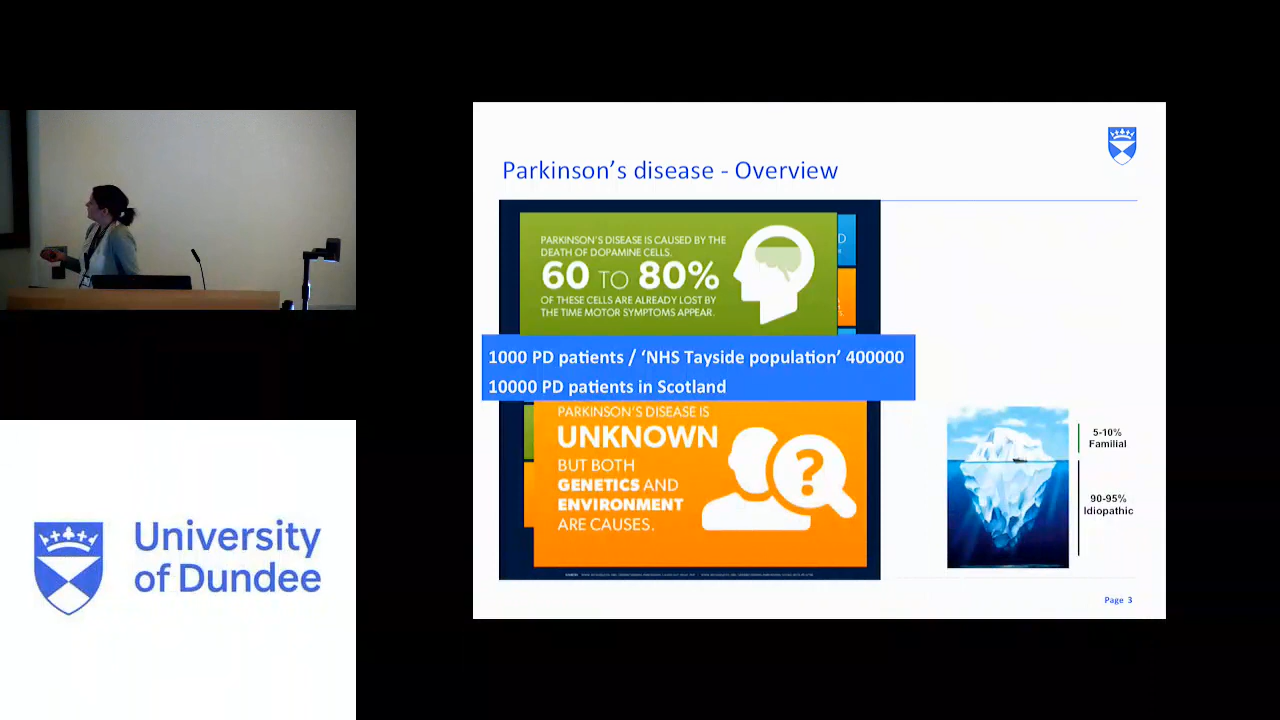 Parkinson's disease - Overview
PARKINSON'S DISEASE IS CAUSED BY THE
DEATH OF DOPAMINE CELLS.
60 TO 80%
OF THESE CELLS ARE ALREADY LOST BY
THE TIME MOTOR SYMPTOMS APPEAR.
1000 PD patients / ‘NHS Tayside population’ 400000
10000 PD patients in Scotland
PARKINSON'S DISEASE IS
UNKNOWN
BUT BOTH
GENETICS AND
ENVIRONMENT
ARE CAUSES.
?
5-10%
Familial
90-95%
Idiopathic
Page 3
University
of Dundee